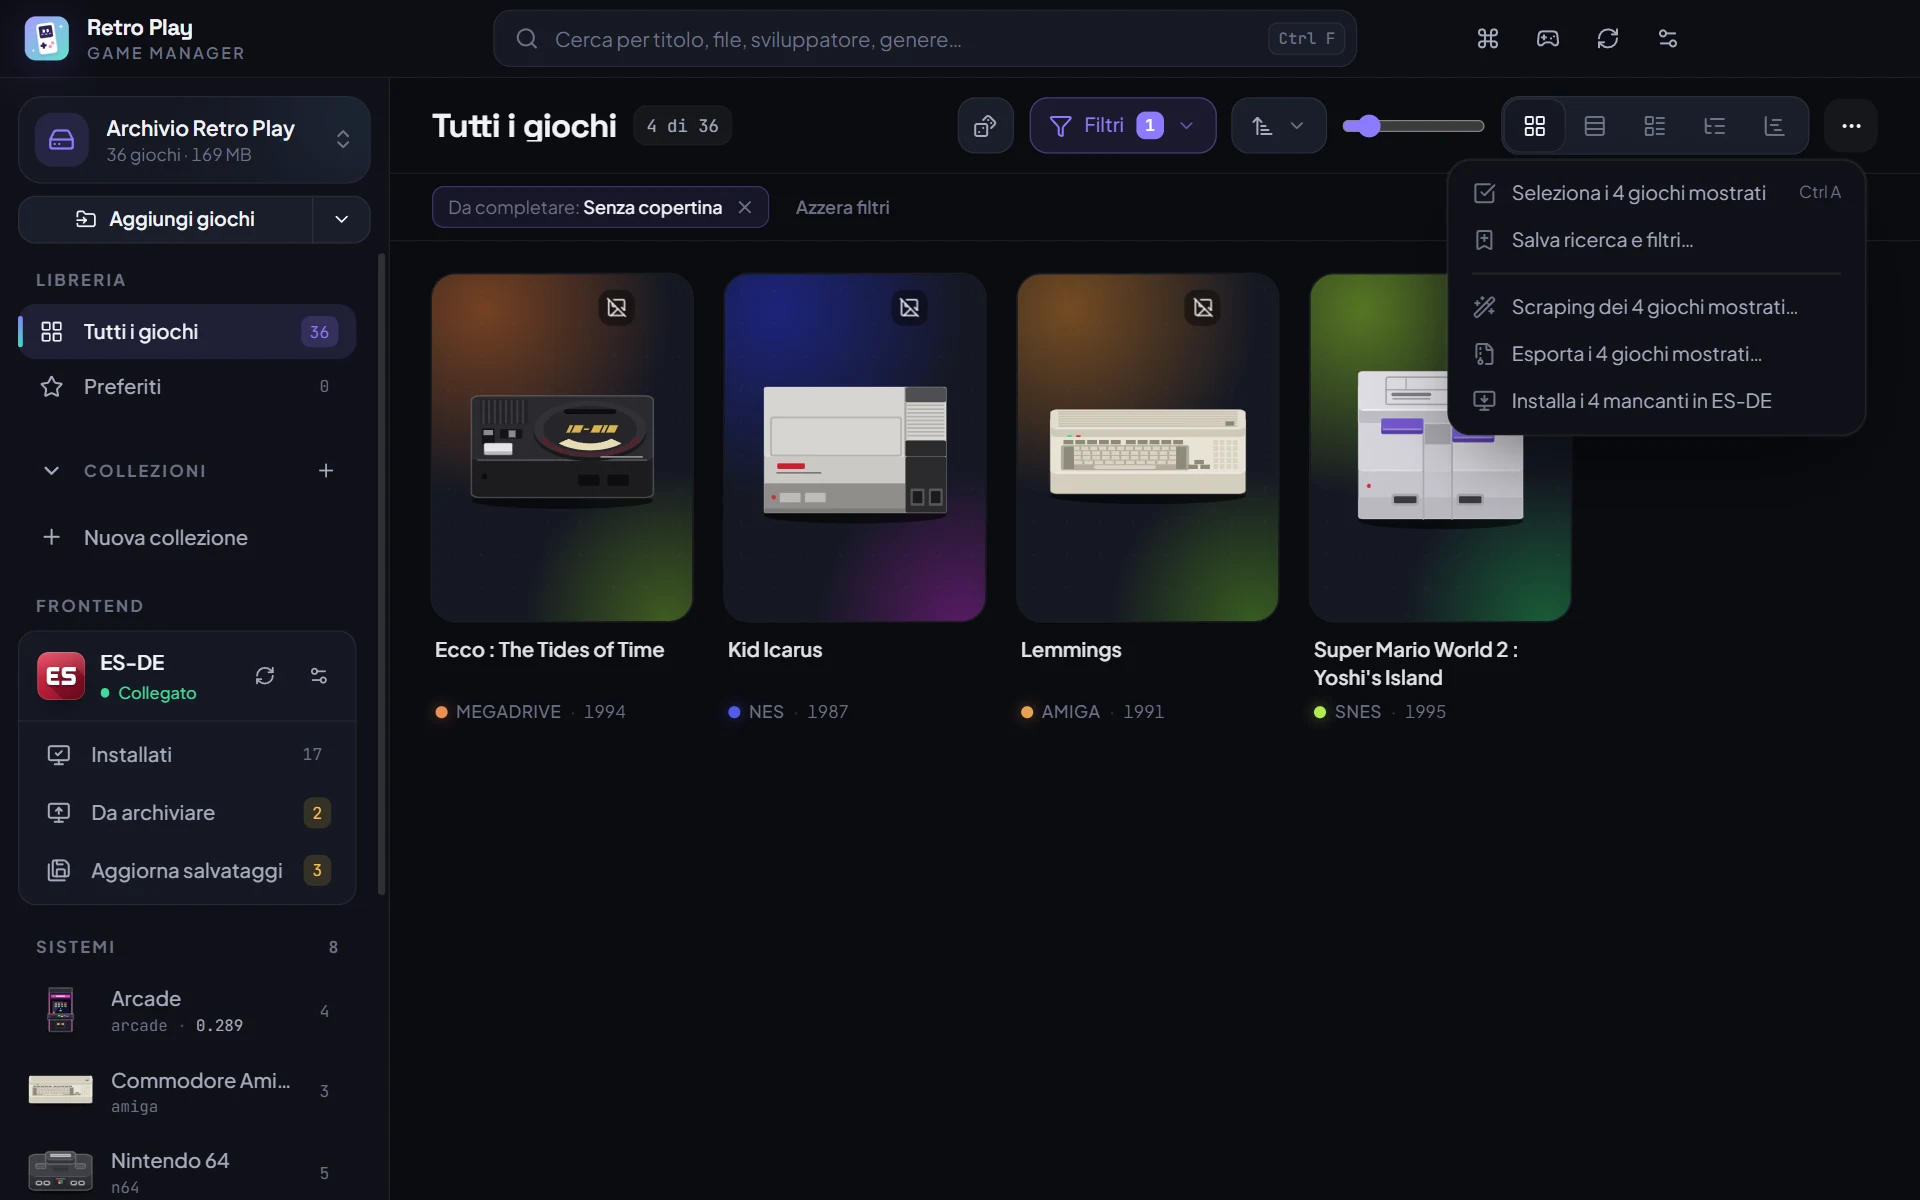 Retro Play
GAME MANAGER
Cerca per titolo, file, sviluppatore, genere…
Ctrl F
Archivio Retro Play
36 giochi · 169 MB
Aggiungi giochi
LIBRERIA
Tutti i giochi
36
Preferiti
0
COLLEZIONI
Nuova collezione
FRONTEND
ES
ES-DE
Collegato
Installati
17
Da archiviare
2
Aggiorna salvataggi
3
SISTEMI
8
Arcade
arcade · 0.289
4
Commodore Ami…
amiga
3
Nintendo 64
n64
5
Tutti i giochi
4 di 36
Filtri
1
Da completare: Senza copertina
Azzera filtri
Seleziona i 4 giochi mostrati
Ctrl A
Salva ricerca e filtri…
Scraping dei 4 giochi mostrati…
Esporta i 4 giochi mostrati…
Installa i 4 mancanti in ES-DE
Ecco : The Tides of Time
MEGADRIVE · 1994
Kid Icarus
NES · 1987
Lemmings
AMIGA · 1991
Super Mario World 2 :
Yoshi's Island
SNES · 1995